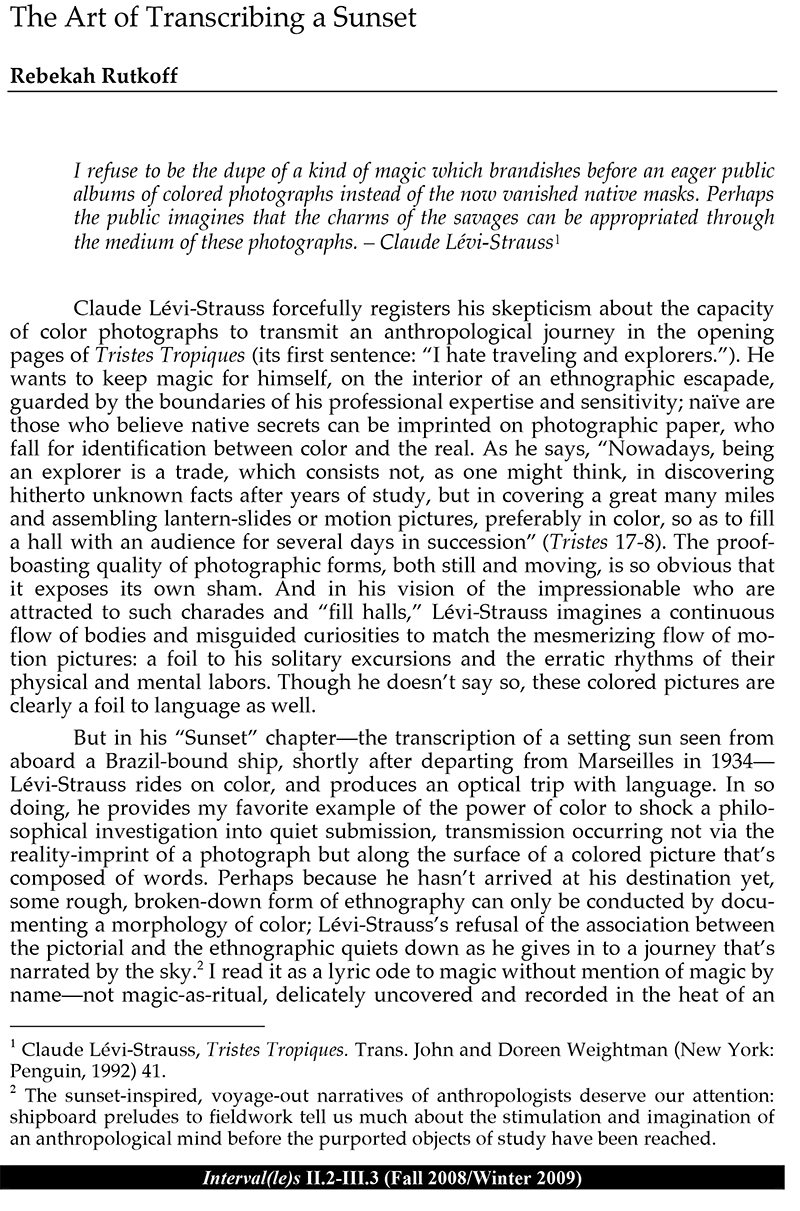 The Art of Transcribing a Sunset
Rebekah Rutkoff
I refuse to be the dupe of a kind of magic which brandishes before an eager public
albums of colored photographs instead of the now vanished native masks. Perhaps
the public imagines that the charms of the savages can be appropriated through
the medium of these photographs. – Claude Lévi-Strauss1
Claude Lévi-Strauss forcefully registers his skepticism about the capacity
of color photographs to transmit an anthropological journey in the opening
pages of Tristes Tropiques (its first sentence: “I hate traveling and explorers.”). He
wants to keep magic for himself, on the interior of an ethnographic escapade,
guarded by the boundaries of his professional expertise and sensitivity; naïve are
those who believe native secrets can be imprinted on photographic paper, who
fall for identification between color and the real. As he says, “Nowadays, being
an explorer is a trade, which consists not, as one might think, in discovering
hitherto unknown facts after years of study, but in covering a great many miles
and assembling lantern-slides or motion pictures, preferably in color, so as to fill
a hall with an audience for several days in succession” (Tristes 17-8). The proof-
boasting quality of photographic forms, both still and moving, is so obvious that
it exposes its own sham. And in his vision of the impressionable who are
attracted to such charades and “fill halls,” Lévi-Strauss imagines a continuous
flow of bodies and misguided curiosities to match the mesmerizing flow of mo-
tion pictures: a foil to his solitary excursions and the erratic rhythms of their
physical and mental labors. Though he doesn’t say so, these colored pictures are
clearly a foil to language as well.
But in his “Sunset” chapter—the transcription of a setting sun seen from
aboard a Brazil-bound ship, shortly after departing from Marseilles in 1934—
Lévi-Strauss rides on color, and produces an optical trip with language. In so
doing, he provides my favorite example of the power of color to shock a philo-
sophical investigation into quiet submission, transmission occurring not via the
reality-imprint of a photograph but along the surface of a colored picture that’s
composed of words. Perhaps because he hasn’t arrived at his destination yet,
some rough, broken-down form of ethnography can only be conducted by docu-
menting a morphology of color; Lévi-Strauss’s refusal of the association between
the pictorial and the ethnographic quiets down as he gives in to a journey that’s
narrated by the sky.2 I read it as a lyric ode to magic without mention of magic by
name—not magic-as-ritual, delicately uncovered and recorded in the heat of an
1 Claude Lévi-Strauss, Tristes Tropiques. Trans. John and Doreen Weightman (New York:
Penguin, 1992) 41.
2 The sunset-inspired, voyage-out narratives of anthropologists deserve our attention:
shipboard preludes to fieldwork tell us much about the stimulation and imagination of
an anthropological mind before the purported objects of study have been reached.
Interval(le)s II.2-III.3 (Fall 2008/Winter 2009)